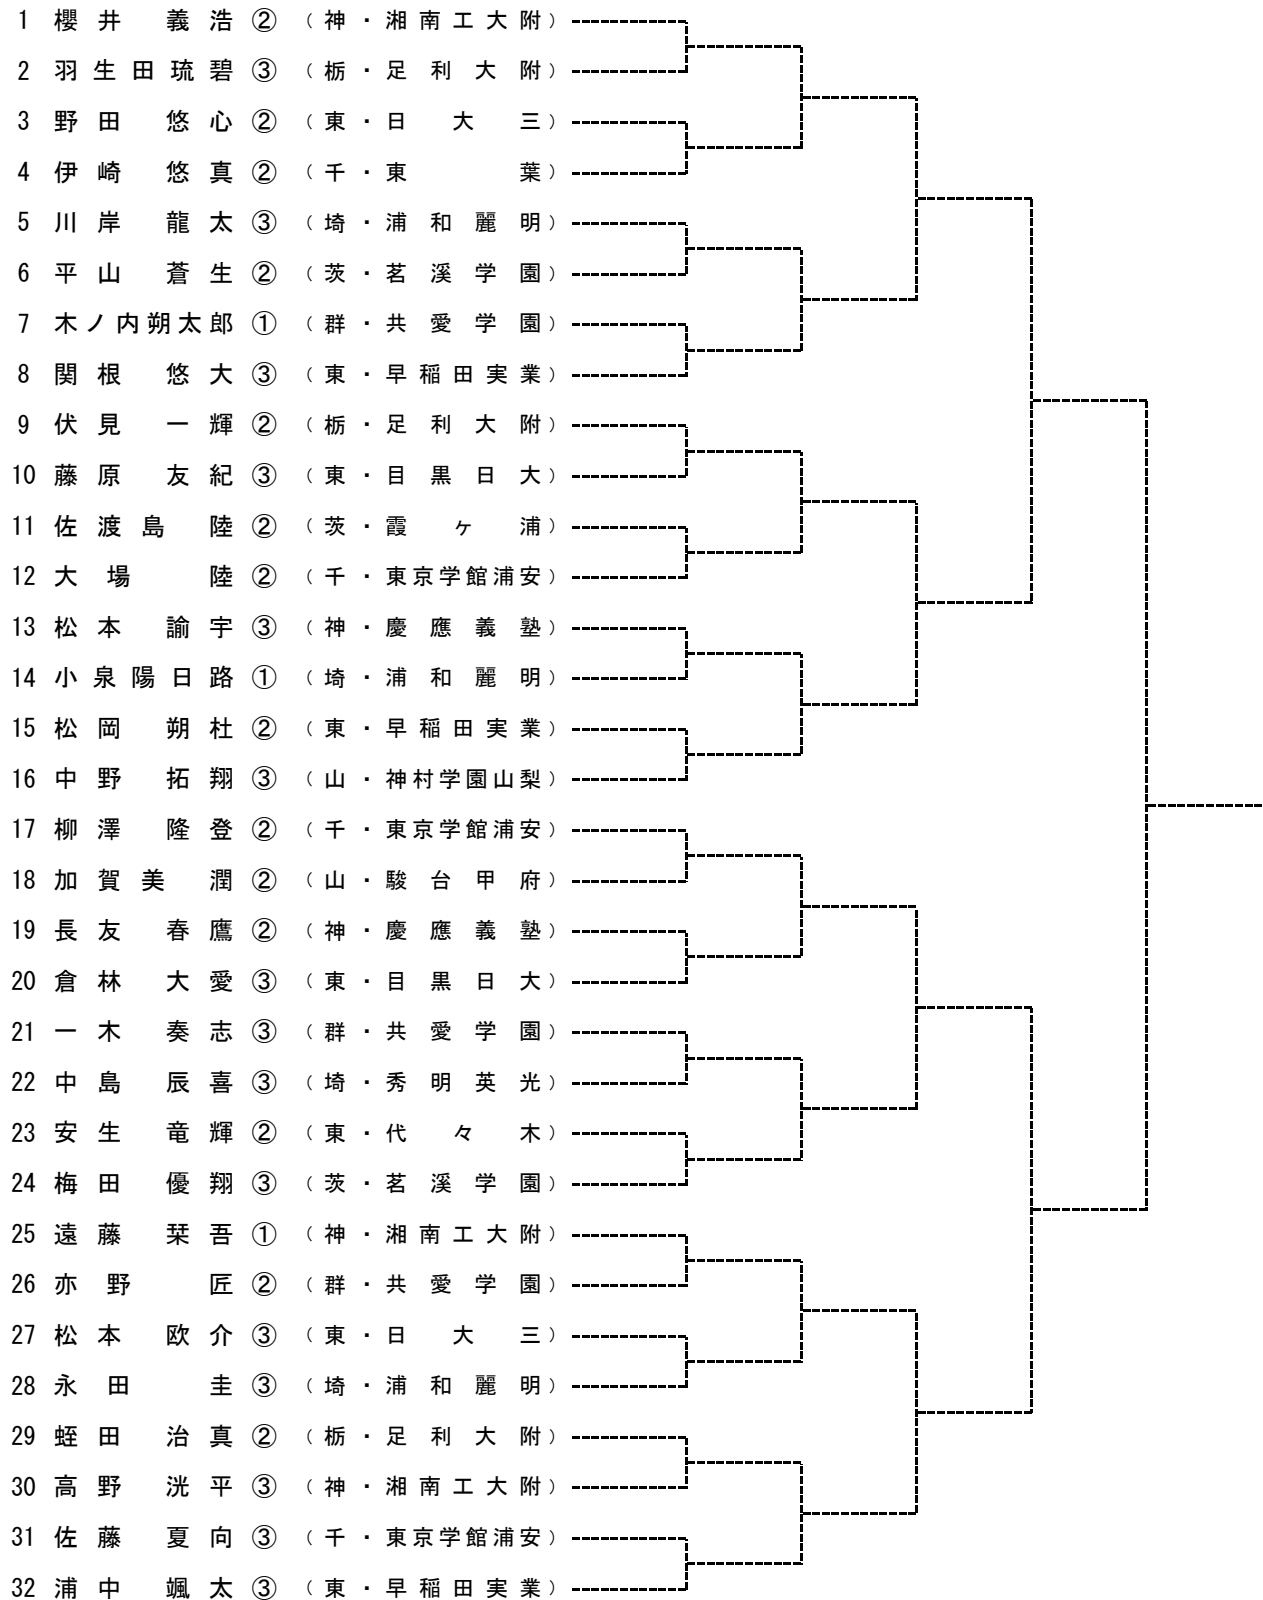 1 櫻井 義浩 ② （神・湘南工大附）
2 羽生田琉碧 ③ （栃・足利大附）
3 野田 悠心 ② （東・日大三）
4 伊崎 悠真 ② （千・東葉）
5 川岸 龍太 ③ （埼・浦和麗明）
6 平山 蒼生 ② （茨・茗溪学園）
7 木ノ内朔太郎 ① （群・共愛学園）
8 関根 悠大 ③ （東・早稲田実業）
9 伏見 一輝 ② （栃・足利大附）
10 藤原 友紀 ③ （東・目黒日大）
11 佐渡島 陸 ② （茨・霞ヶ浦）
12 大場 陸 ② （千・東京学館浦安）
13 松本 諭宇 ③ （神・慶應義塾）
14 小泉陽日路 ① （埼・浦和麗明）
15 松岡 朔杜 ② （東・早稲田実業）
16 中野 拓翔 ③ （山・神村学園山梨）
17 柳澤 隆登 ② （千・東京学館浦安）
18 加賀美 潤 ② （山・駿台甲府）
19 長友 春鷹 ② （神・慶應義塾）
20 倉林 大愛 ③ （東・目黒日大）
21 一木 奏志 ③ （群・共愛学園）
22 中島 辰喜 ③ （埼・秀明英光）
23 安生 竜輝 ② （東・代々木）
24 梅田 優翔 ③ （茨・茗溪学園）
25 遠藤 栞吾 ① （神・湘南工大附）
26 亦野 匠 ② （群・共愛学園）
27 松本 欧介 ③ （東・日大三）
28 永田 圭 ③ （埼・浦和麗明）
29 蛭田 治真 ② （栃・足利大附）
30 高野 洸平 ③ （神・湘南工大附）
31 佐藤 夏向 ③ （千・東京学館浦安）
32 浦中 颯太 ③ （東・早稲田実業）